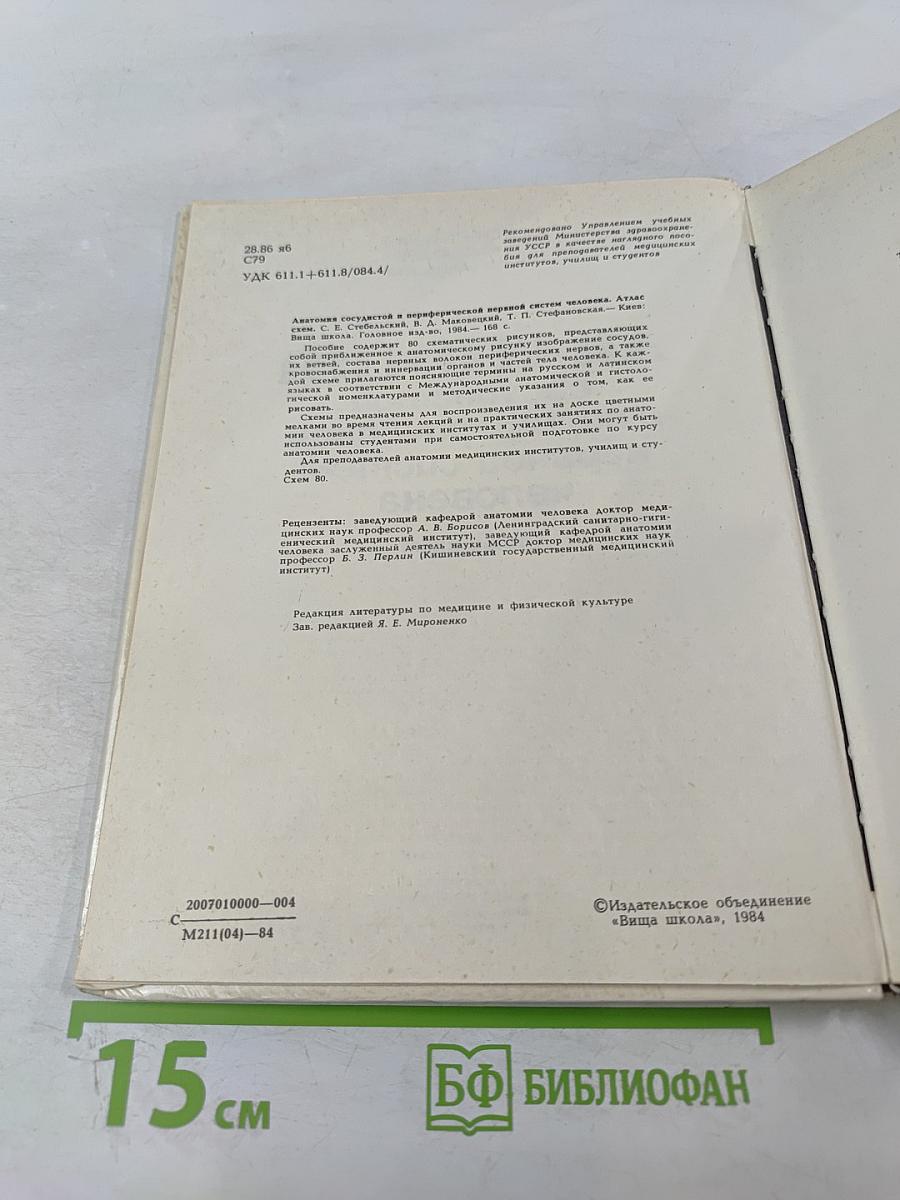 28.86 яб
С79
УДК 611.1+611.8/084.4/
Рекомендовано Управлением учебных
заведений Министерства здравоохране-
ния УССР в качестве наглядного посо-
бия для преподавателей медицинских
институтов, училищ и студентов
Анатомия сосудистой и периферической нервной систем человека. Атлас
схем. С. Е. Стебельский, В. Д. Маковецкий, Т. П. Стефановская.— Киев:
Вища школа. Головное изд-во, 1984.— 168 с.
Пособие содержит 80 схематических рисунков, представляющих
собой приближенное к анатомическому рисунку изображение сосудов,
их ветвей, состава нервных волокон периферических нервов, а также
кровоснабжения и иннервации органов и частей тела человека. К каж-
дой схеме прилагаются поясняющие термины на русском и латинском
языках в соответствии с Международными анатомической и гистоло-
гической номенклатурами и методические указания о том, как ее
рисовать.
Схемы предназначены для воспроизведения их на доске цветными
мелками во время чтения лекций и на практических занятиях по анато-
мии человека в медицинских институтах и училищах. Они могут быть
использованы студентами при самостоятельной подготовке по курсу
анатомии человека.
Для преподавателей анатомии медицинских институтов, училищ и сту-
дентов.
Схем 80.
Рецензенты: заведующий кафедрой анатомии человека доктор меди-
цинских наук профессор А. В. Борисов (Ленинградский санитарно-гиги-
енический медицинский институт), заведующий кафедрой анатомии
человека заслуженный деятель науки МССР доктор медицинских наук
профессор Б. З. Перлин (Кишиневский государственный медицинский
институт)
Редакция литературы по медицине и физической культуре
Зав. редакцией Я. Е. Мироненко
2007010000—004
С
М211(04)—84
©Издательское объединение
«Вища школа», 1984
15 см
БФ БИБЛИОФАН